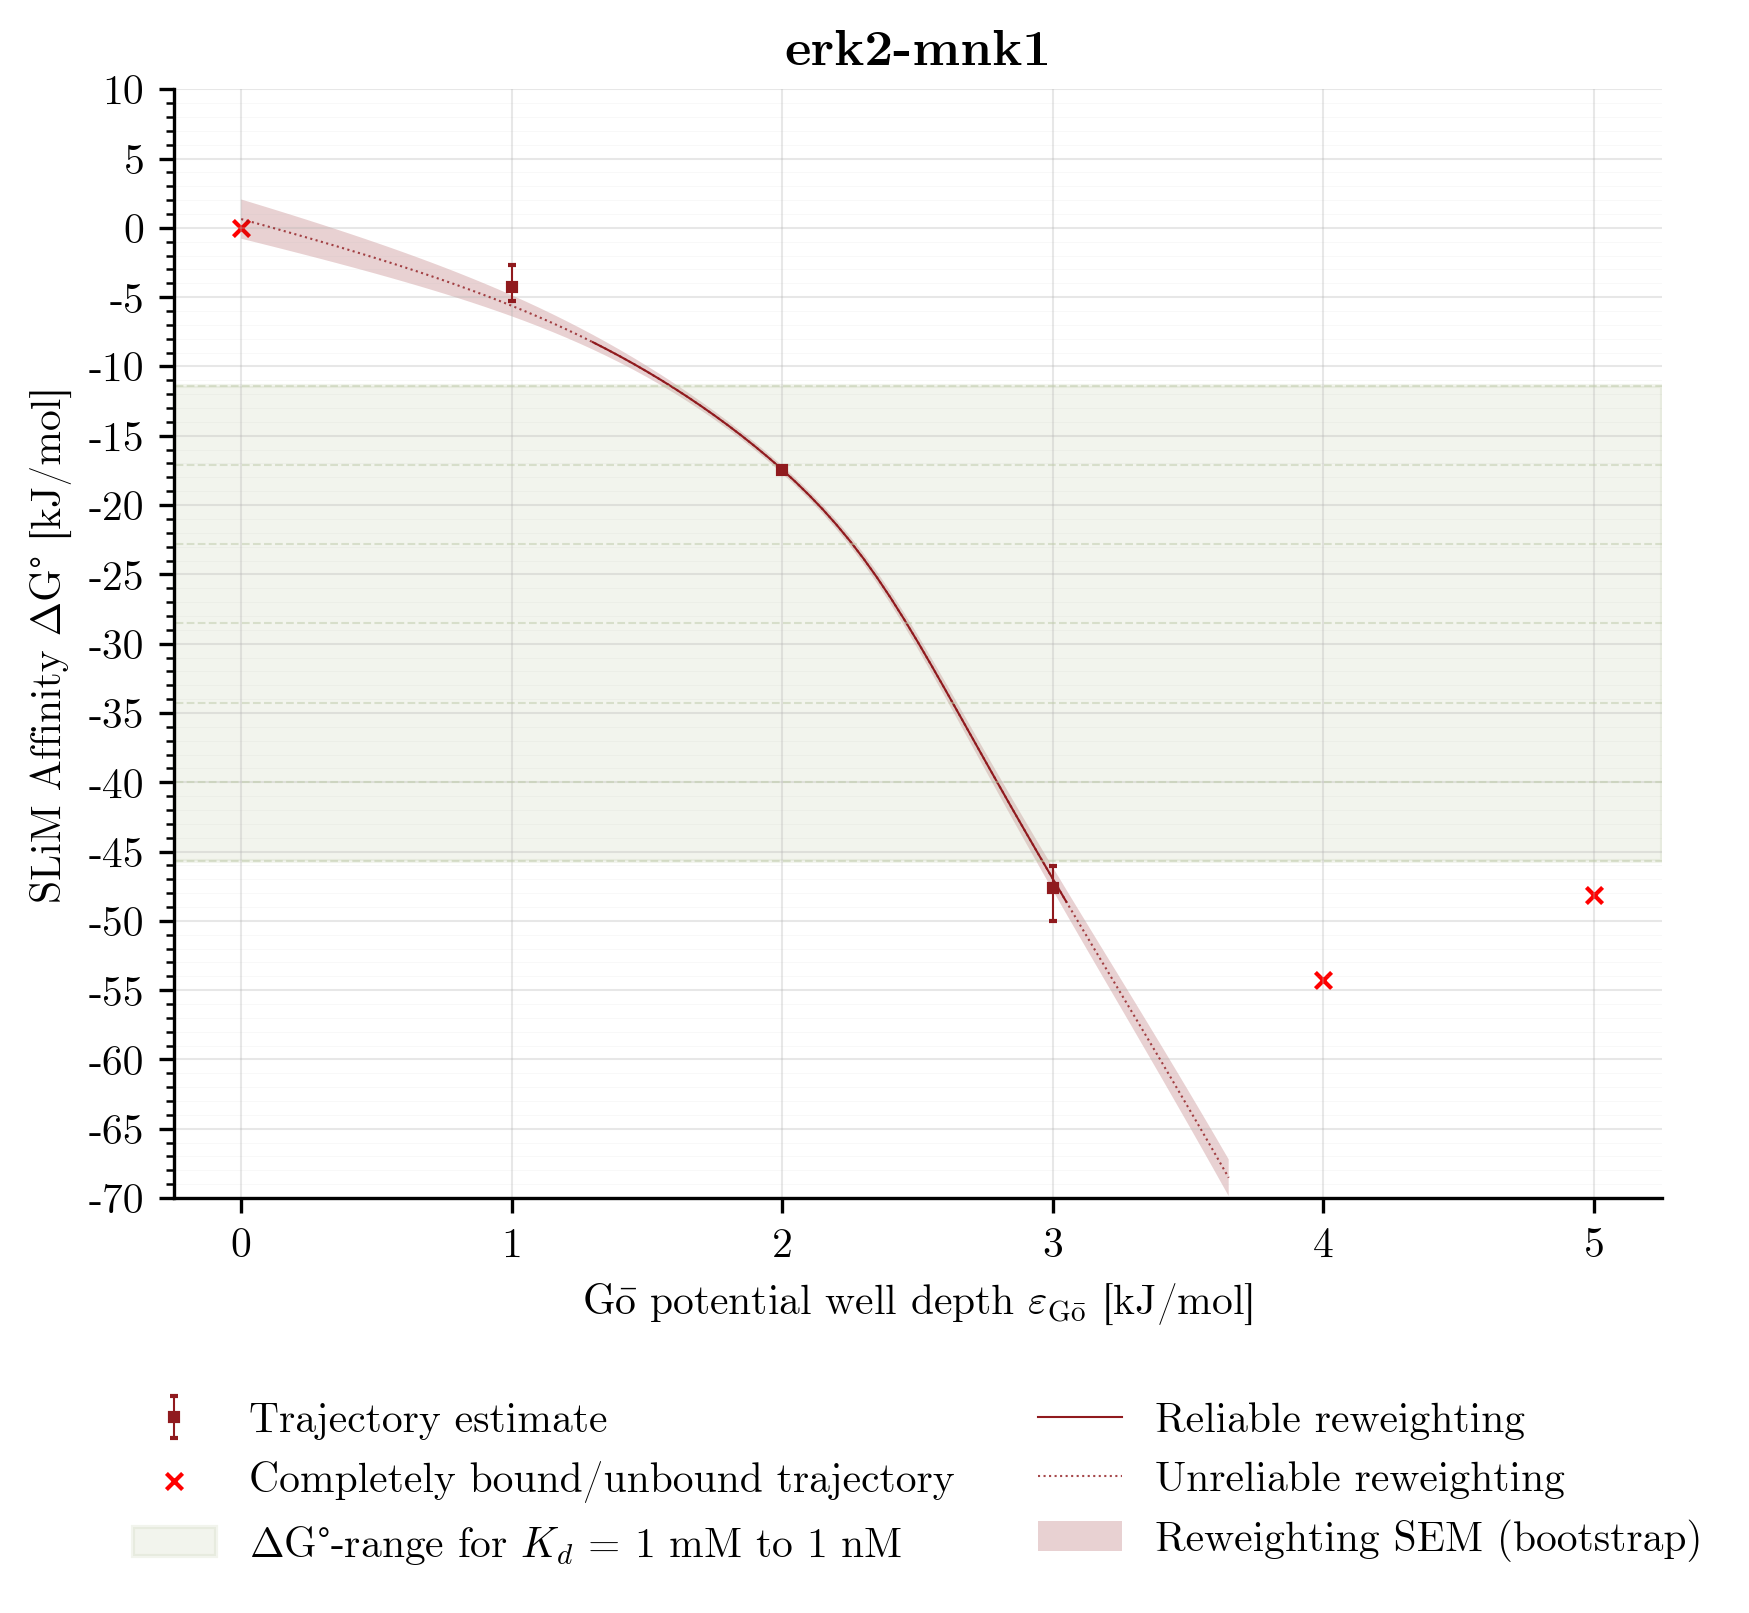 erk2-mnk1
10
5
0
-5
-10
-15
-20
-25
-30
-35
-40
-45
-50
-55
-60
-65
-70
SLiM Affinity ΔG° [kJ/mol]
0 1 2 3 4 5
Gō potential well depth ε_Gō [kJ/mol]
Trajectory estimate
Completely bound/unbound trajectory
ΔG°-range for K_d = 1 mM to 1 nM
Reliable reweighting
Unreliable reweighting
Reweighting SEM (bootstrap)